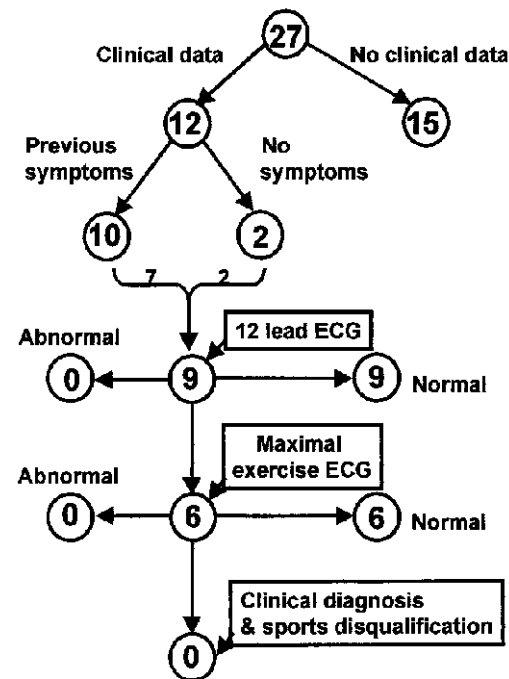 27
Clinical data
No clinical data
12
15
Previous
symptoms
No
symptoms
10
2
7
2
12 lead ECG
Abnormal
0
9
9
Normal
Maximal
exercise ECG
Abnormal
0
6
6
Normal
Clinical diagnosis
& sports disqualification
0